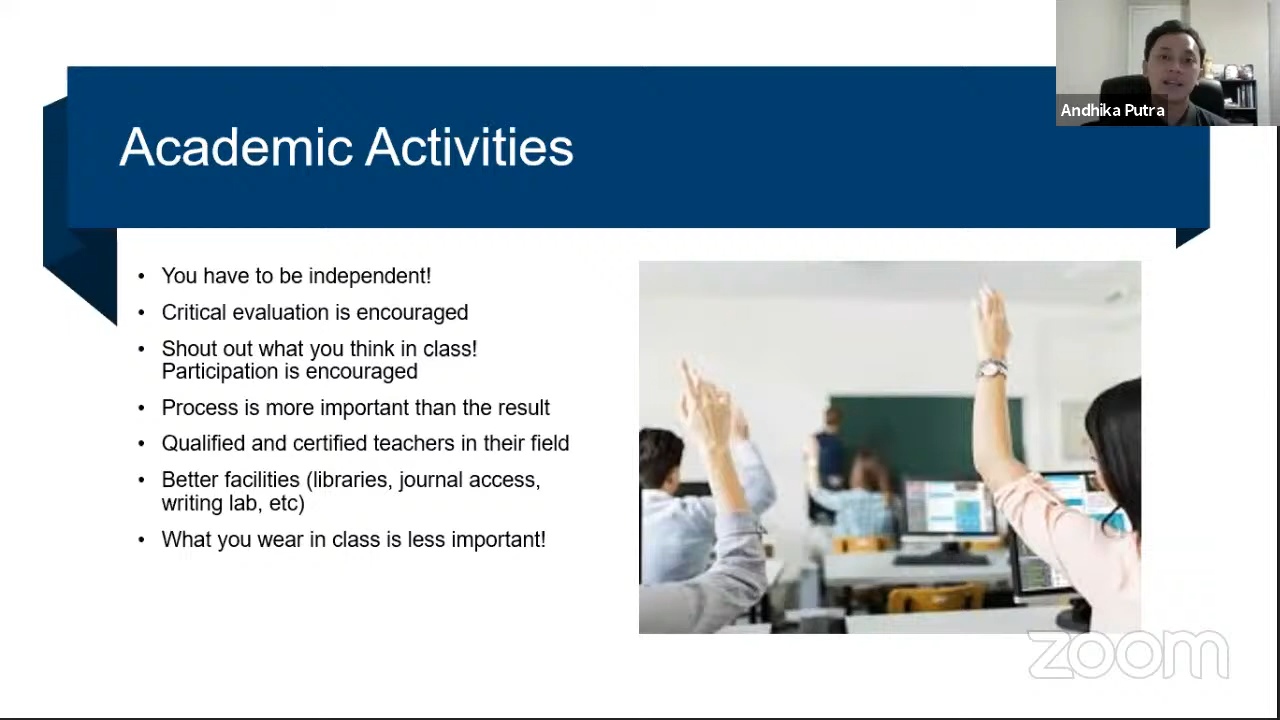 Andhika Putra
Academic Activities
• You have to be independent!
• Critical evaluation is encouraged
• Shout out what you think in class!
Participation is encouraged
• Process is more important than the result
• Qualified and certified teachers in their field
• Better facilities (libraries, journal access,
writing lab, etc)
• What you wear in class is less important!
zoom